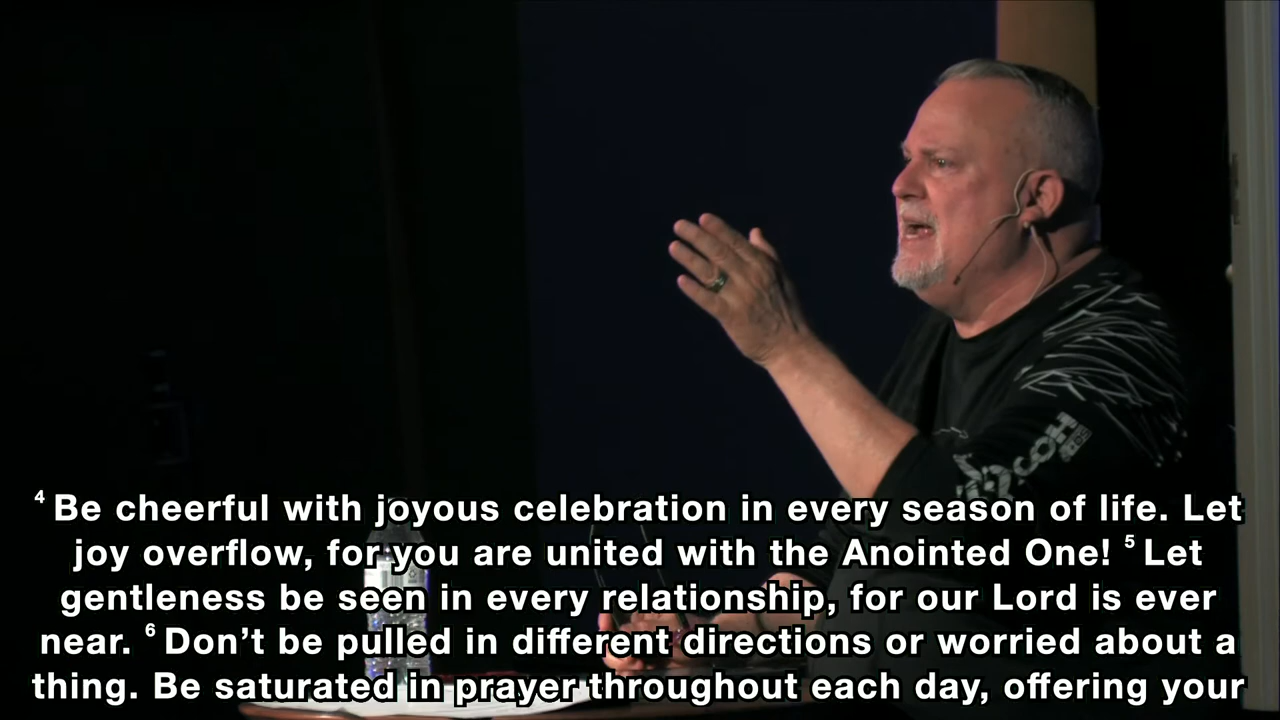 ⁴ Be cheerful with joyous celebration in every season of life. Let
joy overflow, for you are united with the Anointed One! ⁵ Let
gentleness be seen in every relationship, for our Lord is ever
near. ⁶ Don’t be pulled in different directions or worried about a
thing. Be saturated in prayer throughout each day, offering your